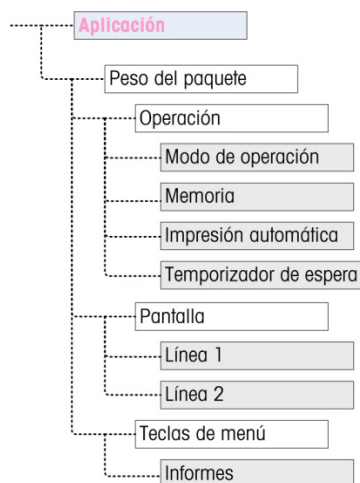 Aplicación
Peso del paquete
Operación
Modo de operación
Memoria
Impresión automática
Temporizador de espera
Pantalla
Línea 1
Línea 2
Teclas de menú
Informes